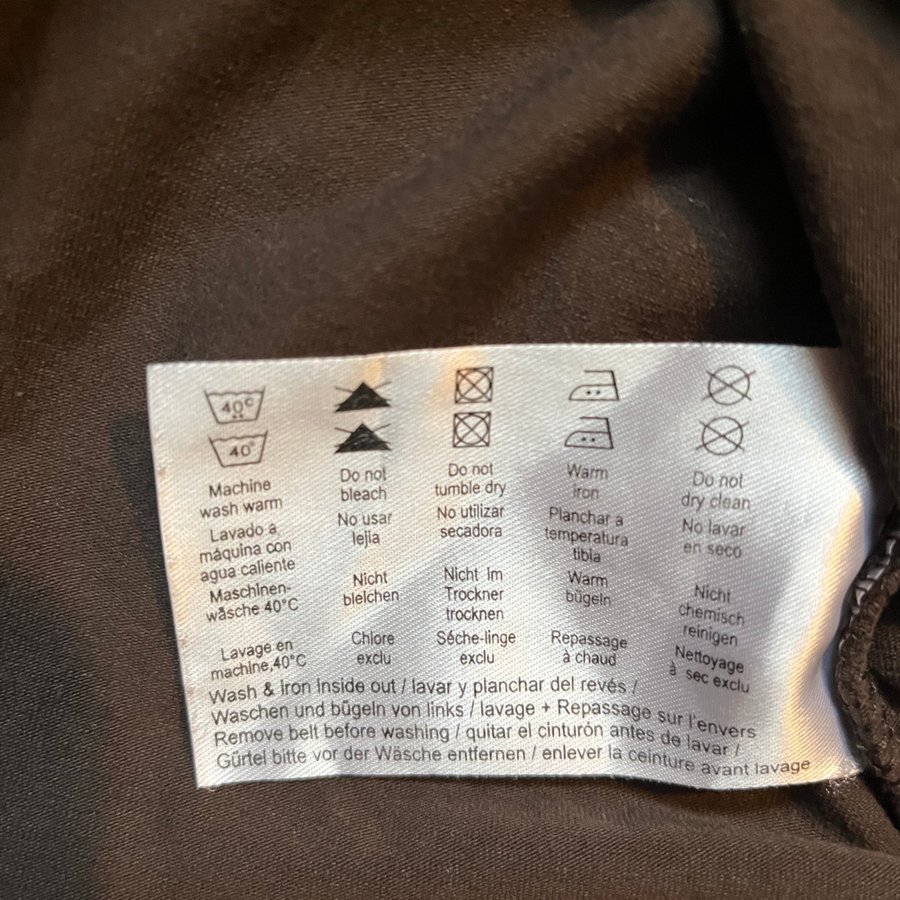 40°C
40°
Machine
wash warm
Lavado a
máquina con
agua caliente
Maschinen-
wäsche 40°C
Lavage en
machine,40°C
Do not
bleach
No usar
lejia
Nicht
bleichen
Chlore
exclu
Do not
tumble dry
No utilizar
secadora
Nicht im
Trockner
trocknen
Séche-linge
exclu
Warm
iron
Planchar a
temperatura
tibla
Warm
bügeln
Repassage
à chaud
Do not
dry clean
No lavar
en seco
Nicht
chemisch
reinigen
Nettoyage
à sec exclu
Wash & iron inside out / lavar y planchar del revés /
Waschen und bügeln von links / lavage + Repassage sur l'envers
Remove belt before washing / quitar el cinturón antes de lavar /
Gürtel bitte vor der Wäsche entfernen / enlever la ceinture avant lavage